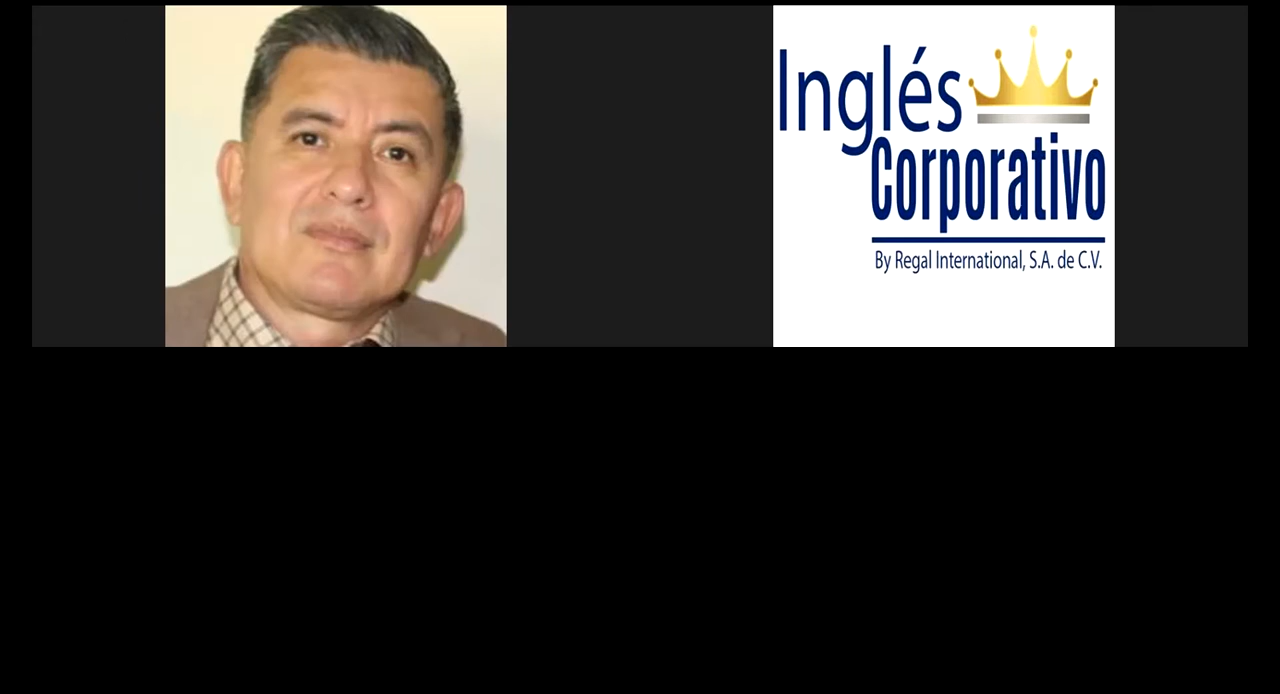 Inglés
Corporativo
By Regal International, S.A. de C.V.